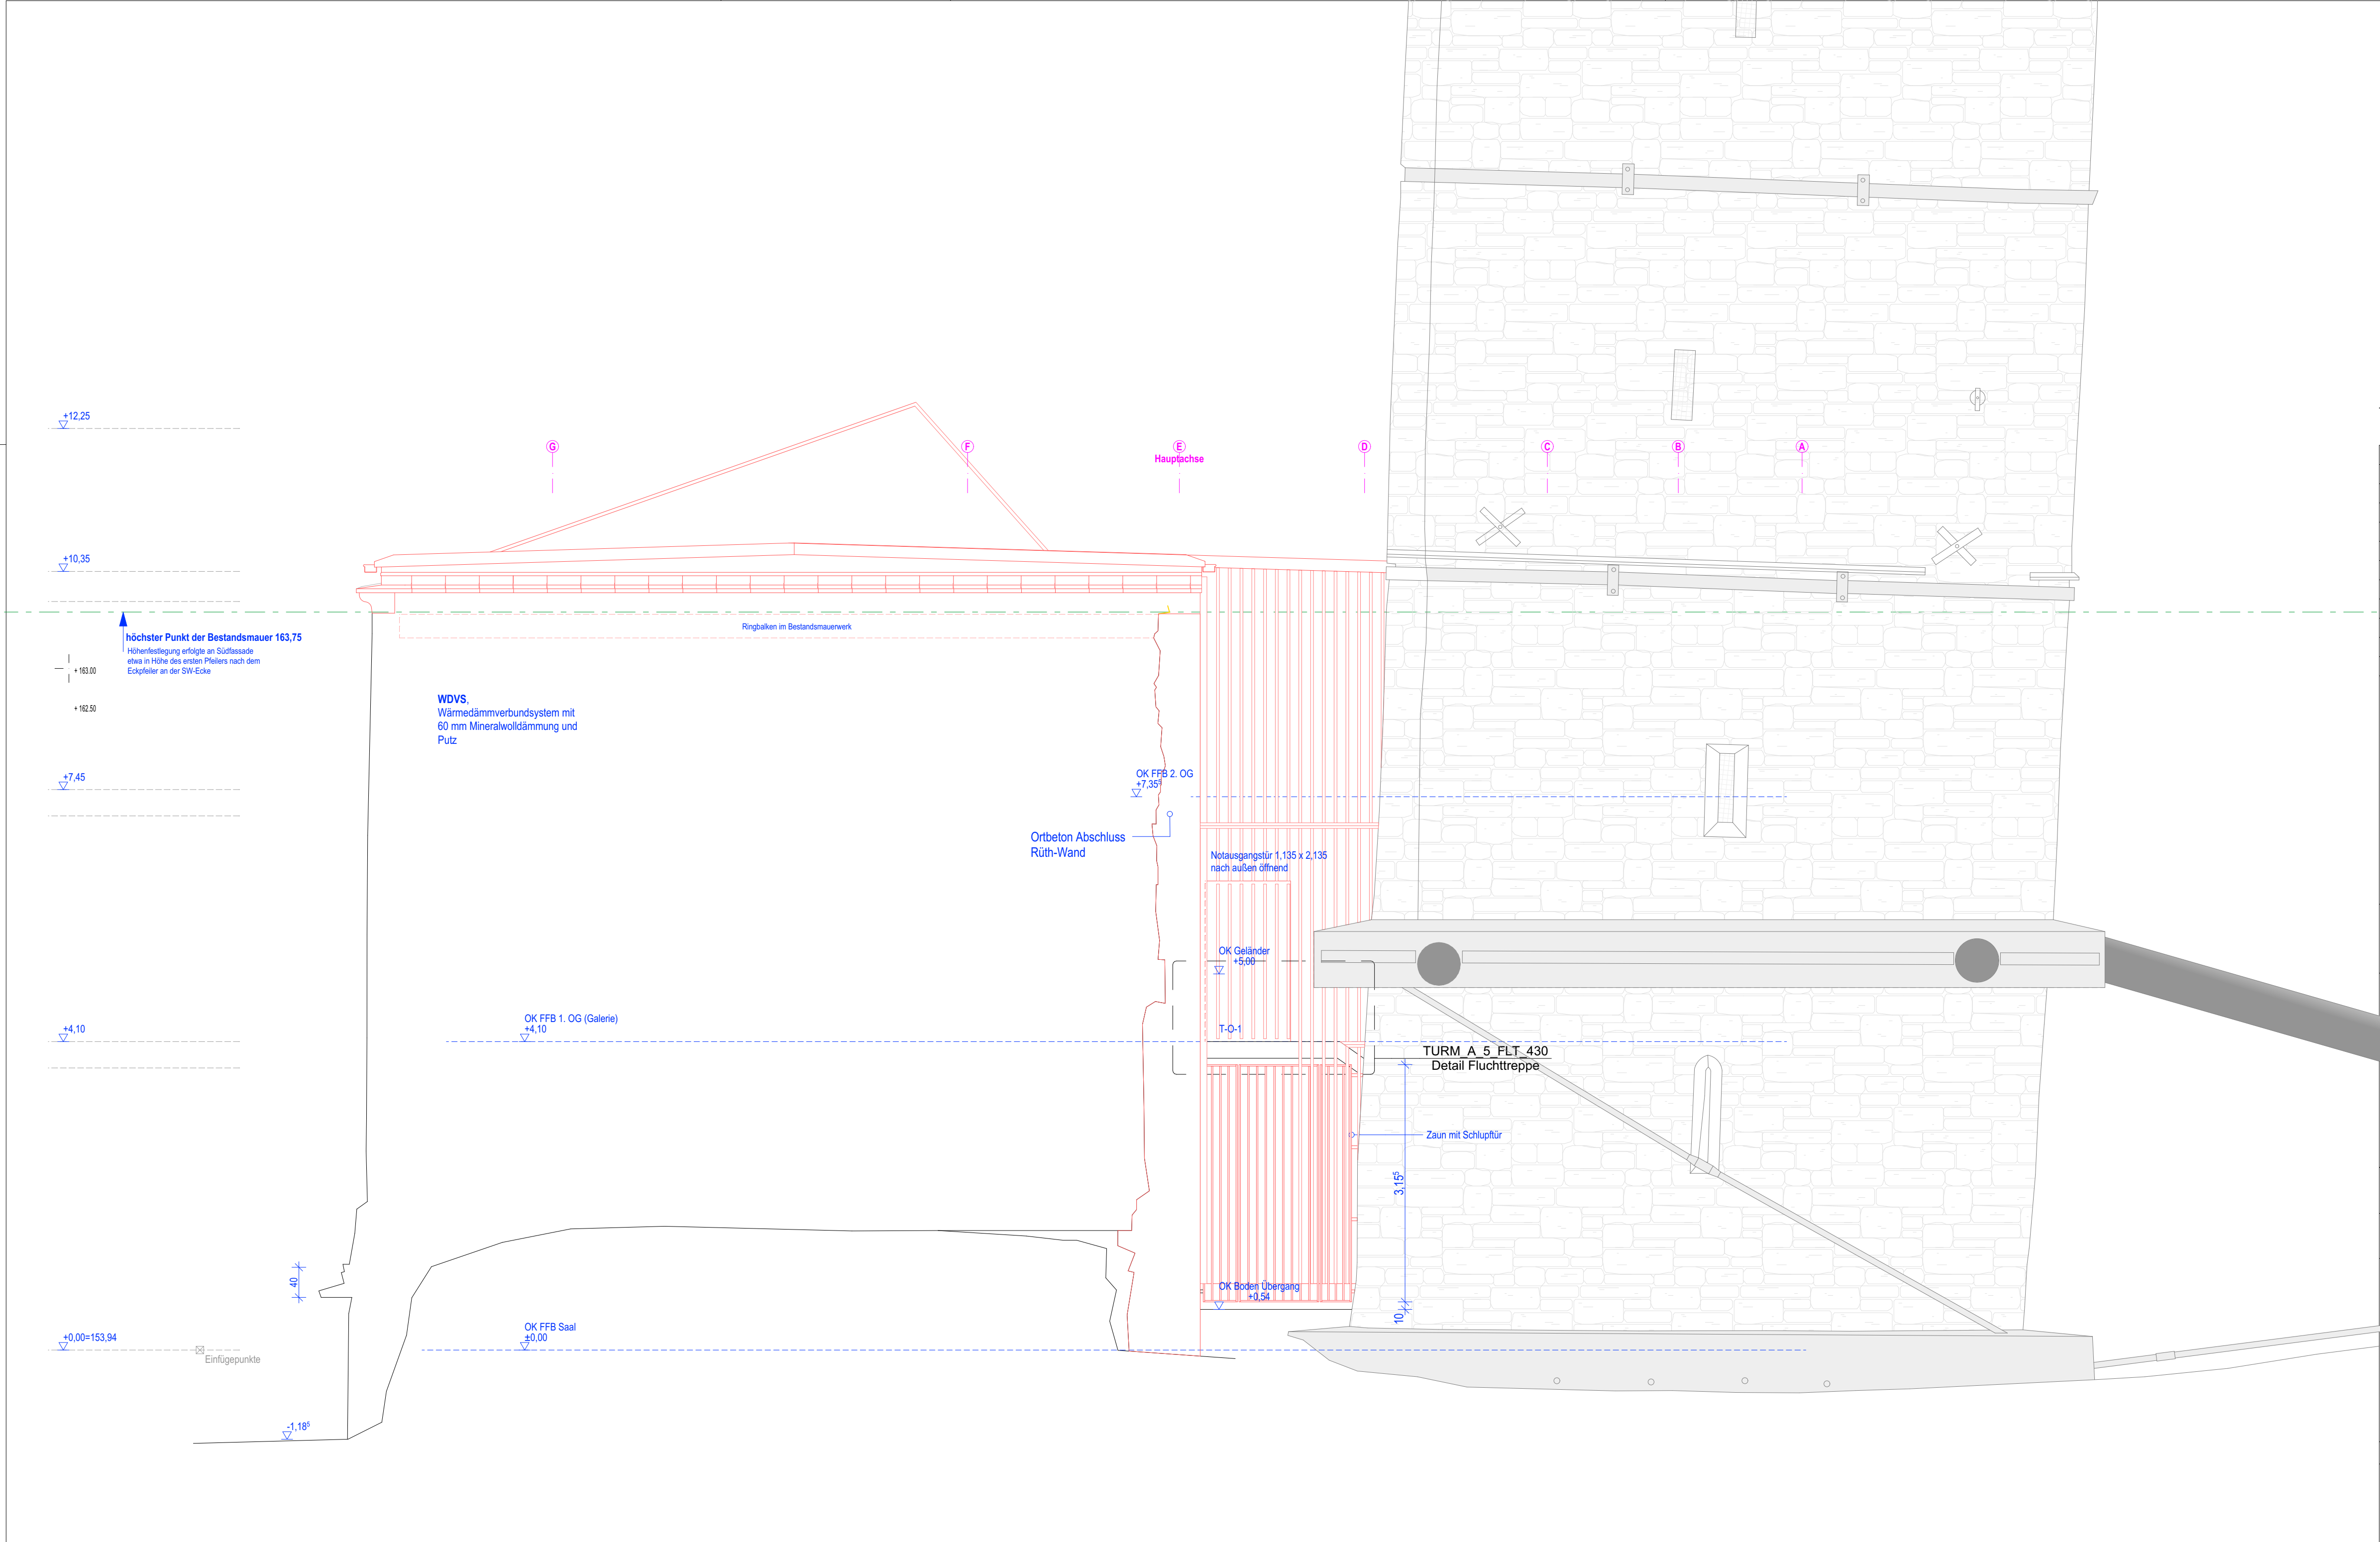 +12,25
G
F
E
D
C
B
A
Hauptachse
+10,35
höchster Punkt der Bestandsmauer 163,75
Höhenfestlegung erfolgte an Südfassade
etwa in Höhe des ersten Pfeilers nach dem
Eckpfeiler an der SW-Ecke
+ 163.00
+ 162.50
Ringbalken im Bestandsmauerwerk
WDVS,
Wärmedämmverbundsystem mit
60 mm Mineralwolldämmung und
Putz
+7,45
OK FFB 2. OG
+7,35⁵
Ortbeton Abschluss
Rüth-Wand
Notausgangstür 1,135 x 2,135
nach außen öffnend
OK Geländer
+5,00
+4,10
OK FFB 1. OG (Galerie)
+4,10
T-O-1
TURM_A_5_FLT_430
Detail Fluchttreppe
Zaun mit Schlupftür
3,15⁵
40
OK Boden Übergang
+0,54
10
+0,00=153,94
Einfügepunkte
OK FFB Saal
±0,00
-1,18⁵